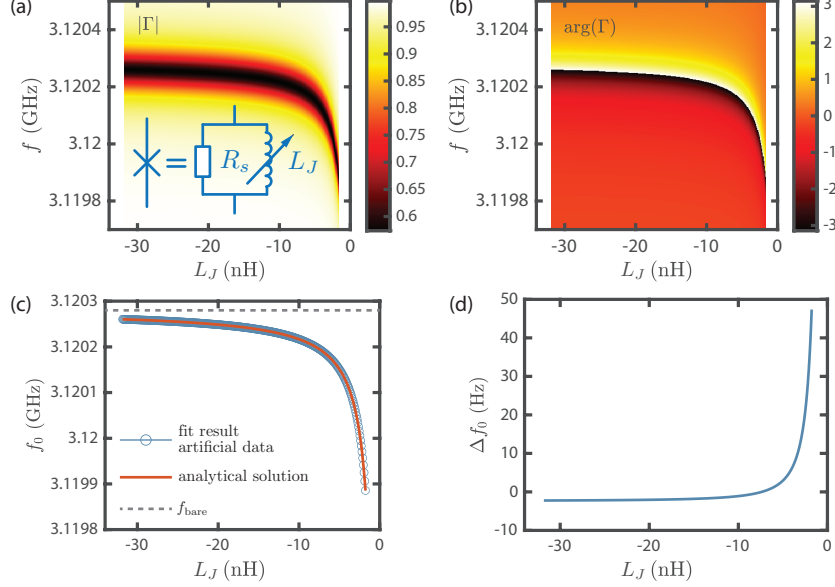 (a)
|Γ|
3.1204
3.1202
3.12
3.1198
f (GHz)
R_s
L_J
=
-30
-20
-10
0
L_J (nH)
0.95
0.9
0.85
0.8
0.75
0.7
0.65
0.6
(b)
arg(Γ)
3.1204
3.1202
3.12
3.1198
f (GHz)
-30
-20
-10
0
L_J (nH)
3
2
1
0
-1
-2
-3
(c)
3.1203
3.1202
3.1201
3.12
3.1199
3.1198
f_0 (GHz)
fit result
artificial data
analytical solution
f_bare
-30
-20
-10
0
L_J (nH)
(d)
50
40
30
20
10
0
-10
Δf_0 (Hz)
-30
-20
-10
0
L_J (nH)